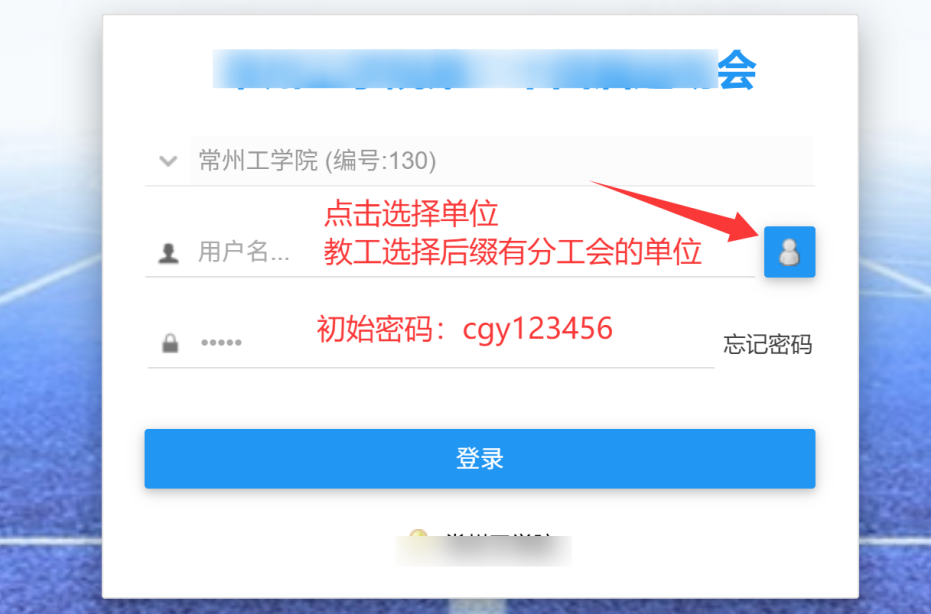 会
常州工学院 (编号:130)
点击选择单位
用户名...
教工选择后缀有分工会的单位
初始密码：cgy123456
•••••
忘记密码
登录